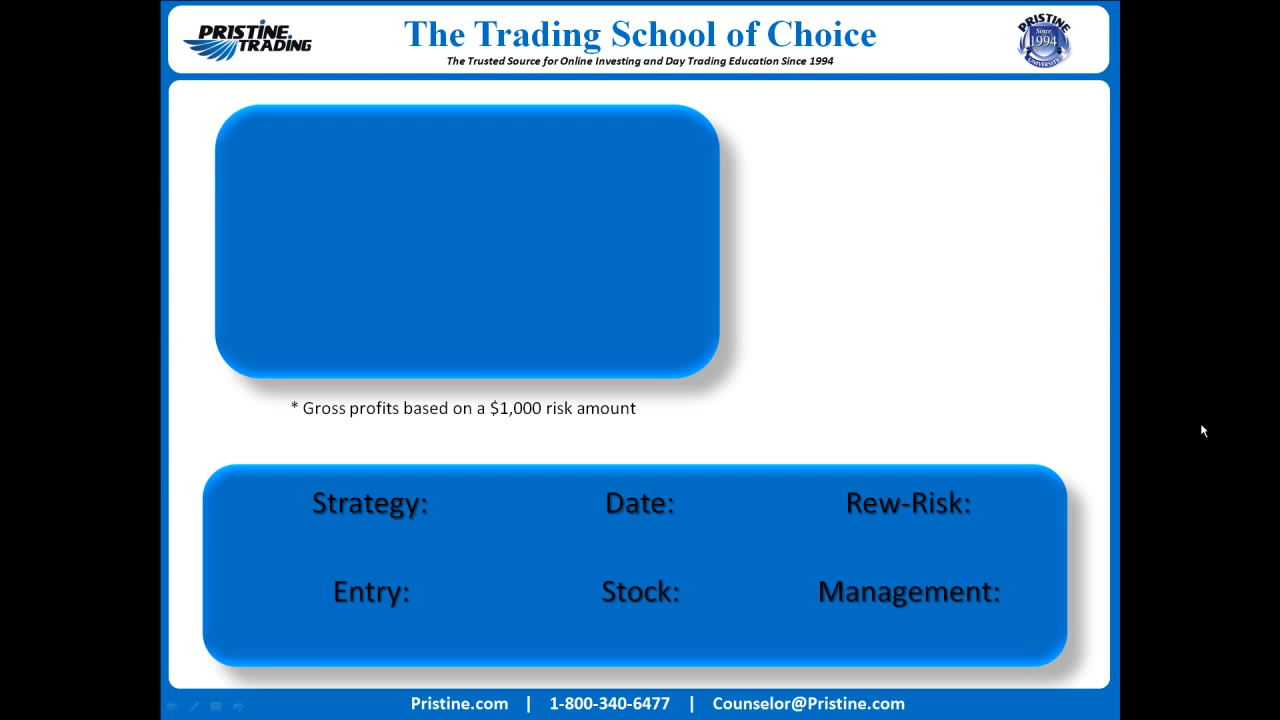 PRISTINE
TRADING
The Trading School of Choice
The Trusted Source for Online Investing and Day Trading Education Since 1994
PRISTINE
Since
1994
UNIVERSITY
* Gross profits based on a $1,000 risk amount
Strategy: Date: Rew-Risk:
Entry: Stock: Management:
Pristine.com | 1-800-340-6477 | Counselor@Pristine.com